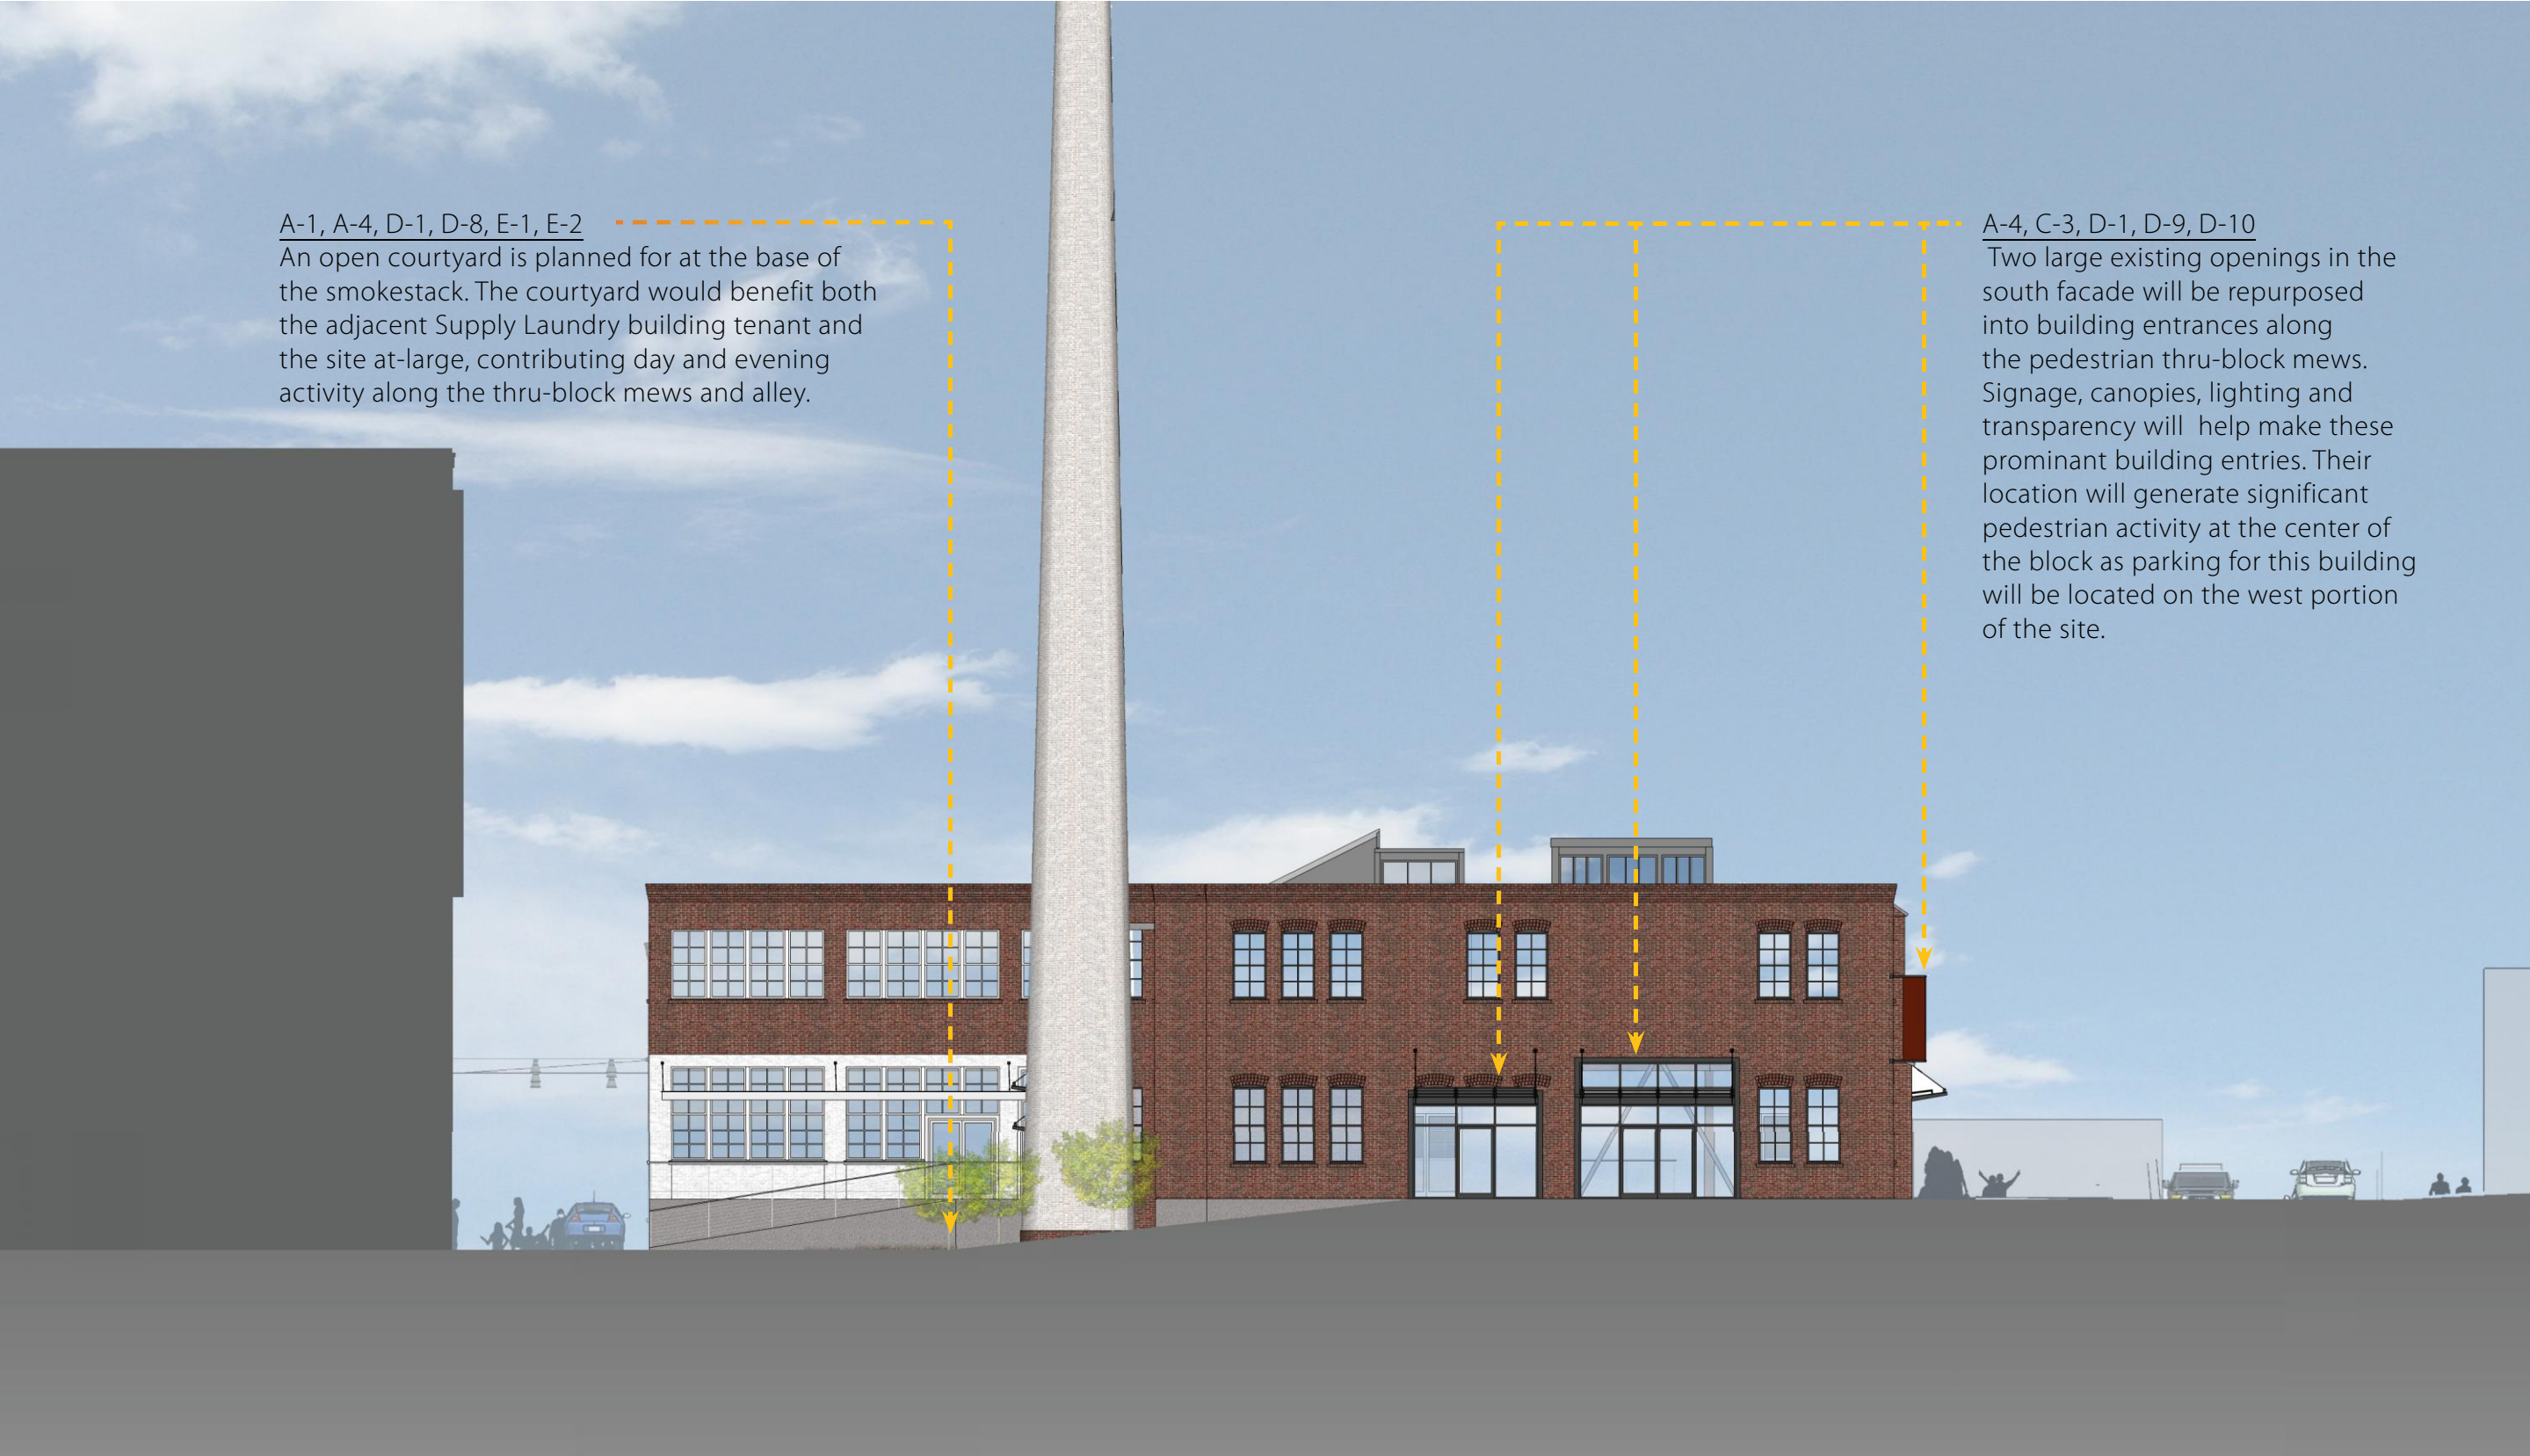 A-1, A-4, D-1, D-8, E-1, E-2
An open courtyard is planned for at the base of
the smokestack. The courtyard would benefit both
the adjacent Supply Laundry building tenant and
the site at-large, contributing day and evening
activity along the thru-block mews and alley.
A-4, C-3, D-1, D-9, D-10
Two large existing openings in the
south facade will be repurposed
into building entrances along
the pedestrian thru-block mews.
Signage, canopies, lighting and
transparency will help make these
prominant building entries. Their
location will generate significant
pedestrian activity at the center of
the block as parking for this building
will be located on the west portion
of the site.